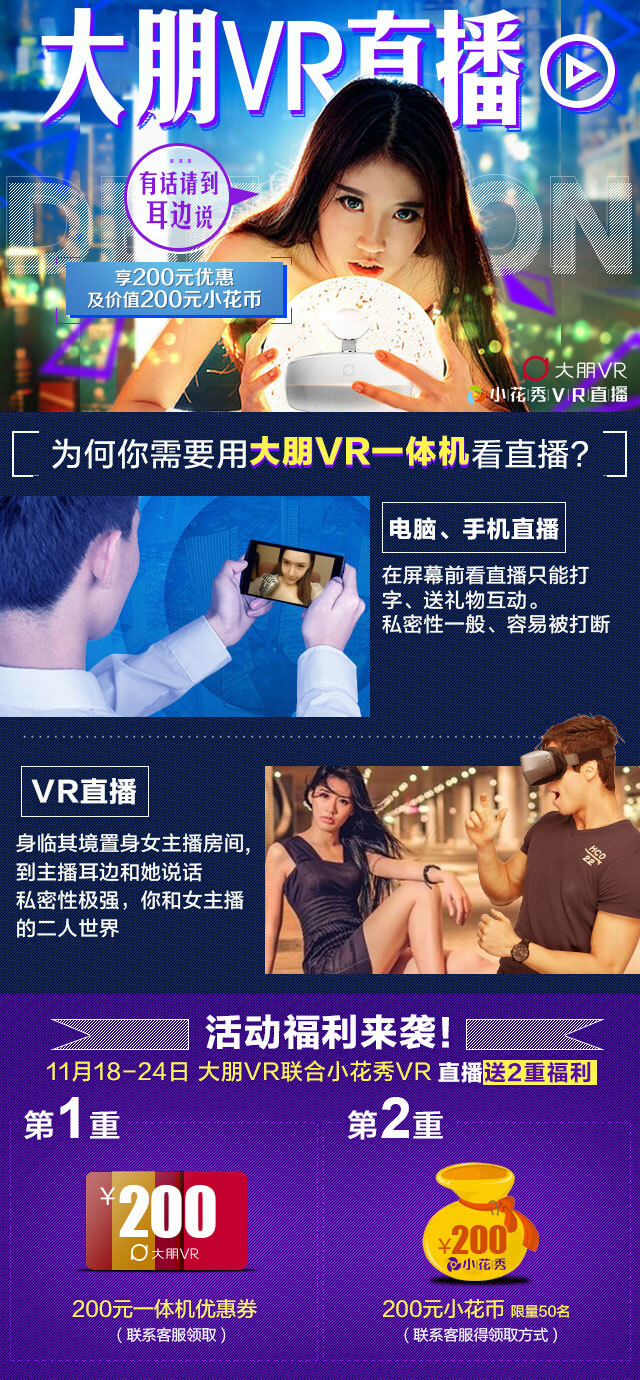 大朋VR直播
DI
ON
有话请到
耳边说
享200元优惠
及价值200元小花币
大朋VR
小花秀VR直播
为何你需要用大朋VR一体机看直播?
电脑、手机直播
在屏幕前看直播只能打
字、送礼物互动。
私密性一般、容易被打断
VR直播
身临其境置身女主播房间,
到主播耳边和她说话
私密性极强，你和女主播
的二人世界
HCO
22
活动福利来袭!
11月18-24日 大朋VR联合小花秀VR 直播送2重福利
第1重
第2重
¥200
大朋VR
¥200
小花秀
200元一体机优惠券
（联系客服领取）
200元小花币 限量50名
（联系客服得领取方式）